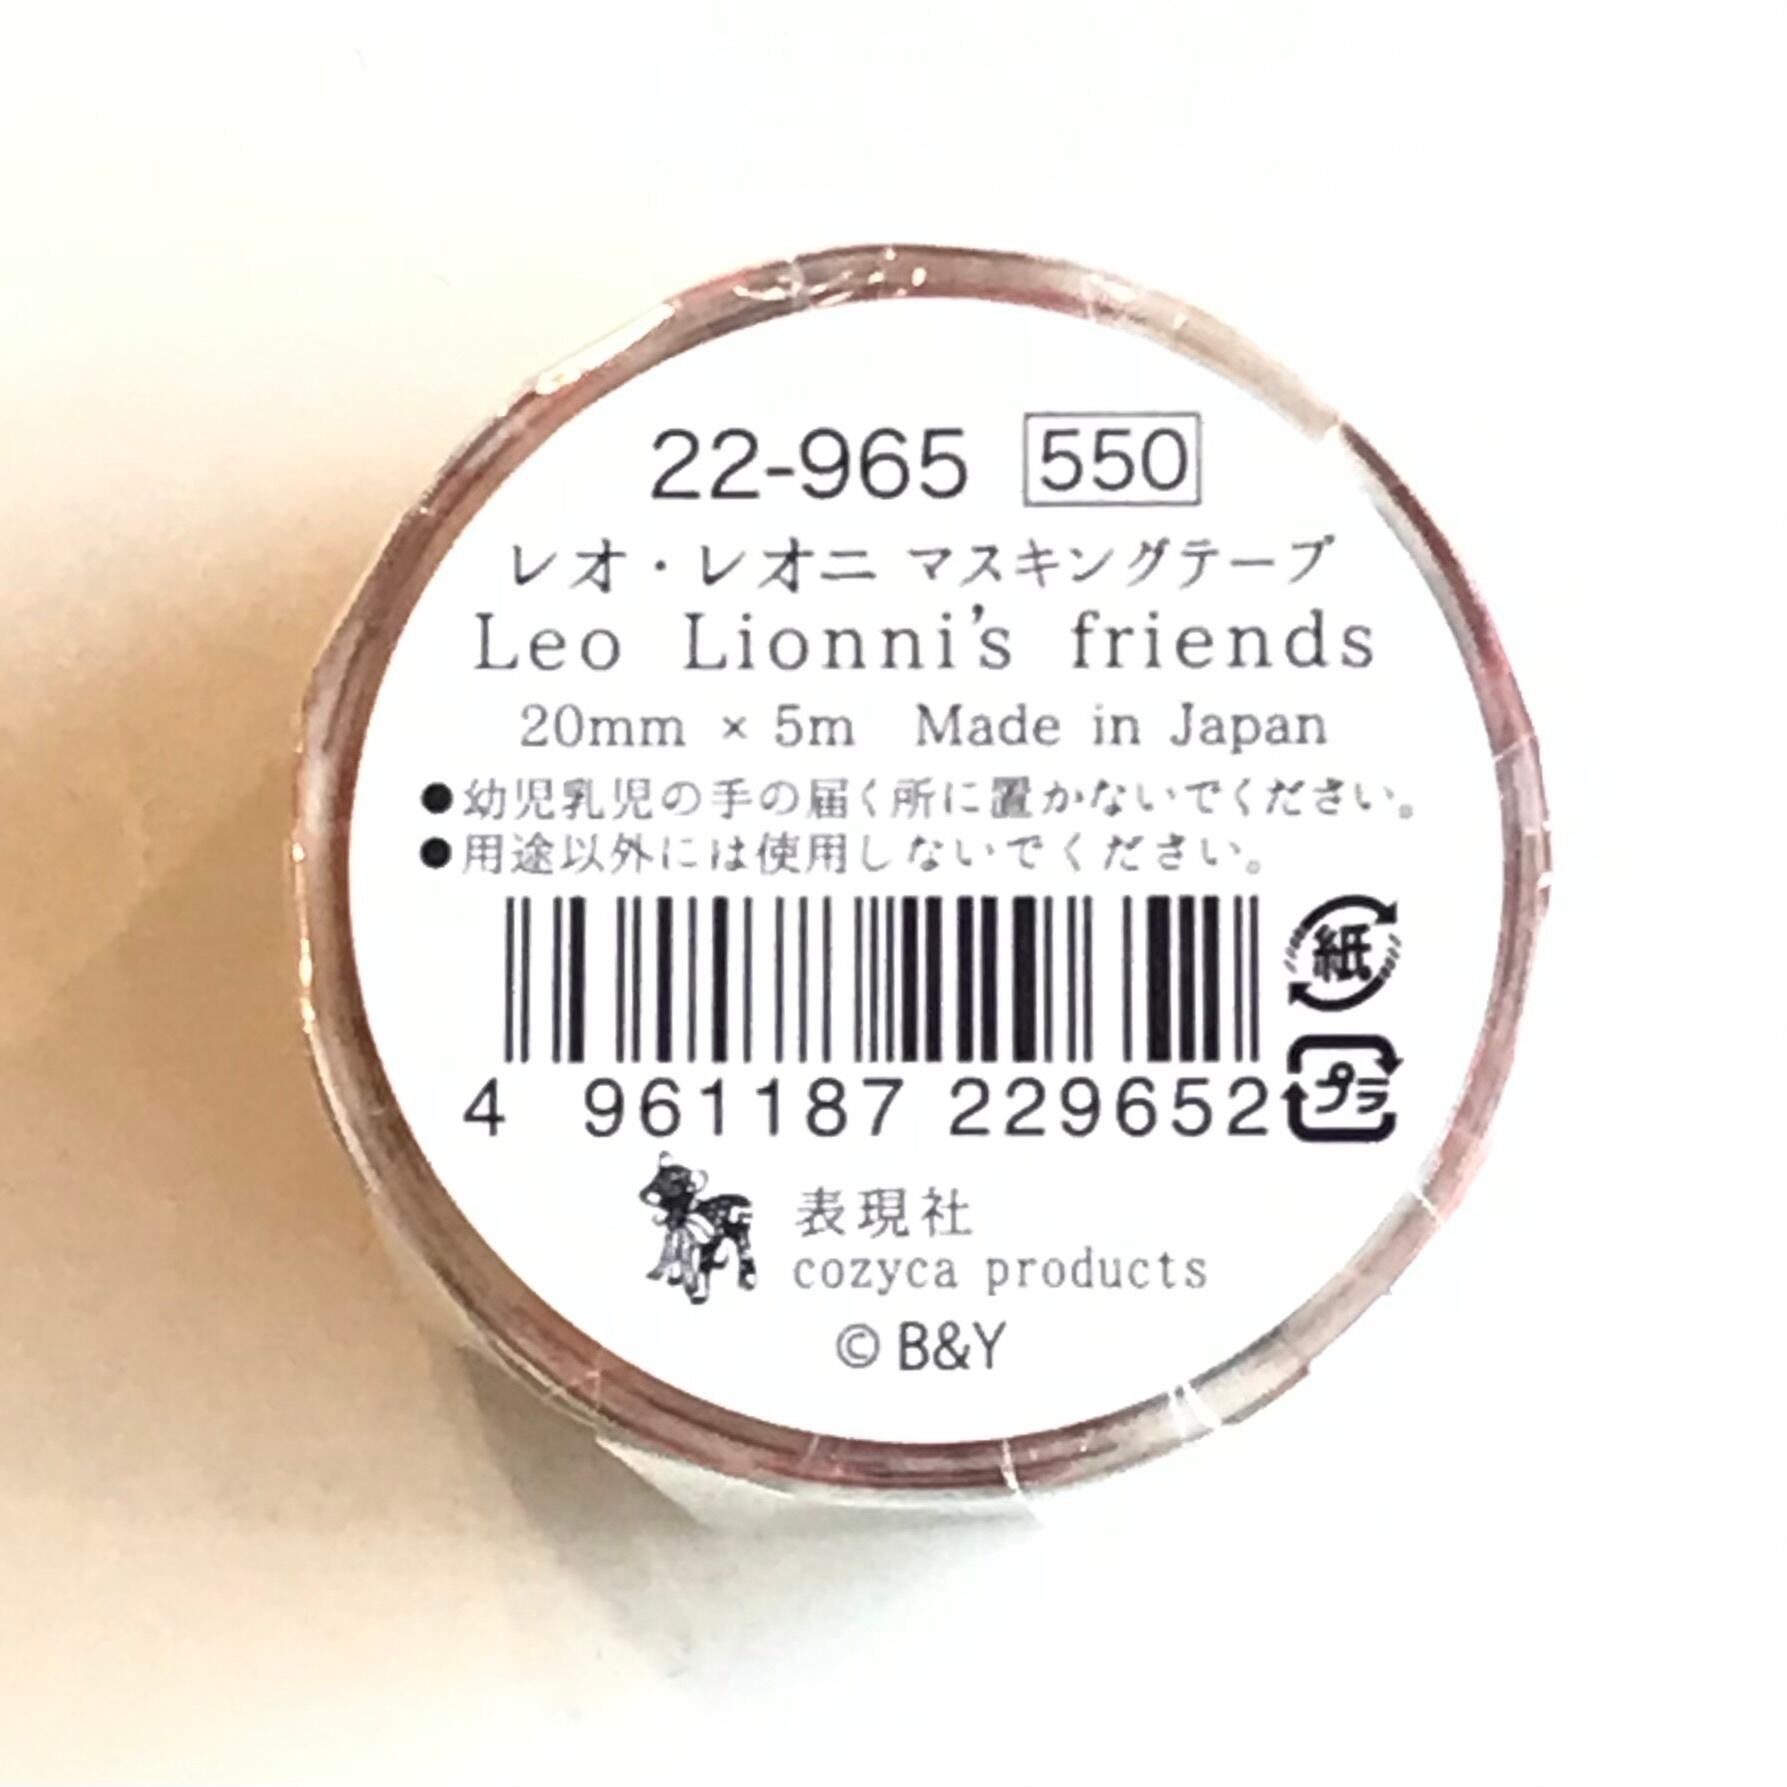 22-965 550
レオ・レオニ マスキングテープ
Leo Lionni's friends
20mm × 5m Made in Japan
●幼児乳児の手の届く所に置かないでください。
●用途以外には使用しないでください。
紙
プラ
4 961187 229652
表現社
cozyca products
© B&Y